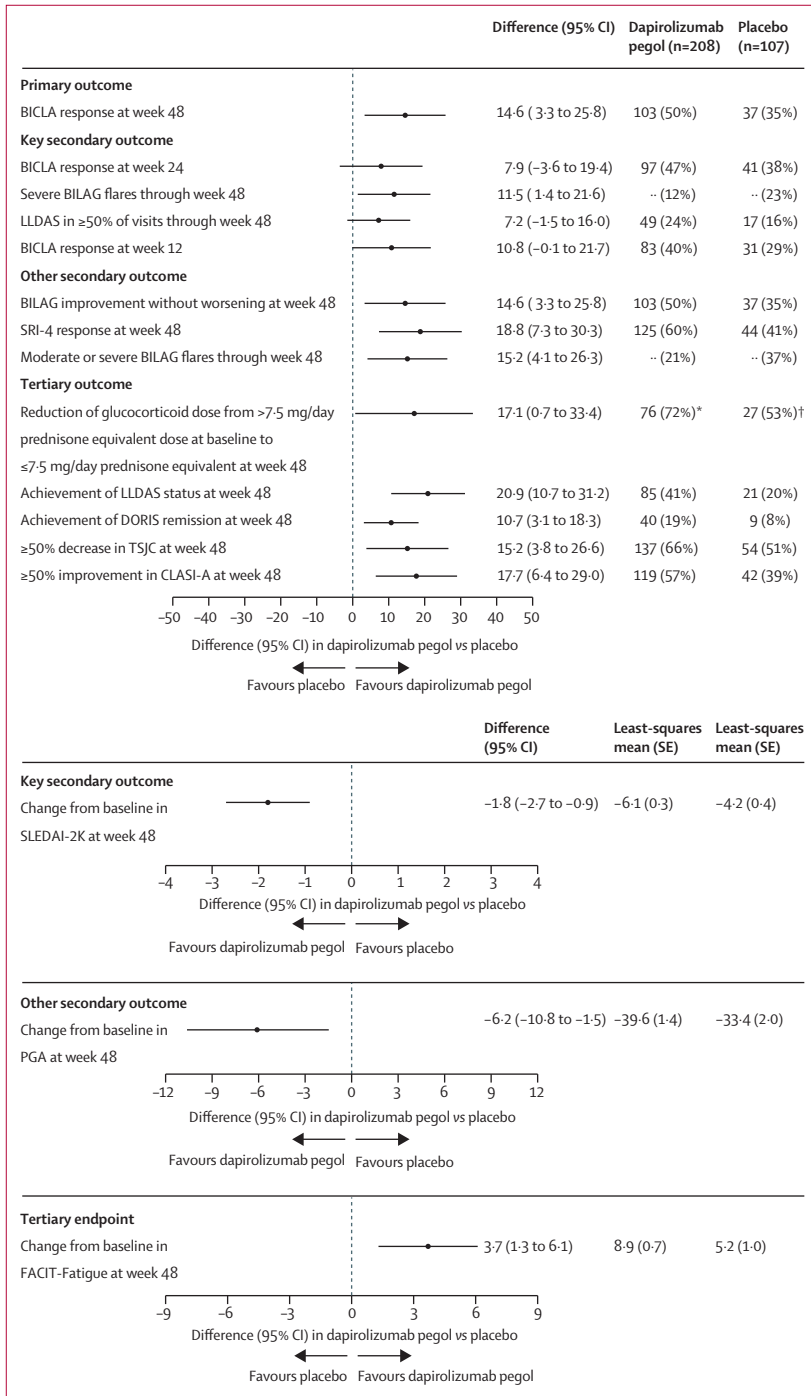 Difference (95% CI) Dapirolizumab Placebo
pegol (n=208) (n=107)
Primary outcome
BICLA response at week 48 14·6 ( 3·3 to 25·8) 103 (50%) 37 (35%)
Key secondary outcome
BICLA response at week 24 7·9 (−3·6 to 19·4) 97 (47%) 41 (38%)
Severe BILAG flares through week 48 11·5 ( 1·4 to 21·6) ·· (12%) ·· (23%)
LLDAS in ≥50% of visits through week 48 7·2 (−1·5 to 16·0) 49 (24%) 17 (16%)
BICLA response at week 12 10·8 (−0·1 to 21·7) 83 (40%) 31 (29%)
Other secondary outcome
BILAG improvement without worsening at week 48 14·6 ( 3·3 to 25·8) 103 (50%) 37 (35%)
SRI-4 response at week 48 18·8 (7·3 to 30·3) 125 (60%) 44 (41%)
Moderate or severe BILAG flares through week 48 15·2 (4·1 to 26·3) ·· (21%) ·· (37%)
Tertiary outcome
Reduction of glucocorticoid dose from >7·5 mg/day 17·1 (0·7 to 33·4) 76 (72%)* 27 (53%)†
prednisone equivalent dose at baseline to
≤7·5 mg/day prednisone equivalent at week 48
Achievement of LLDAS status at week 48 20·9 (10·7 to 31·2) 85 (41%) 21 (20%)
Achievement of DORIS remission at week 48 10·7 (3·1 to 18·3) 40 (19%) 9 (8%)
≥50% decrease in TSJC at week 48 15·2 (3·8 to 26·6) 137 (66%) 54 (51%)
≥50% improvement in CLASI-A at week 48 17·7 (6·4 to 29·0) 119 (57%) 42 (39%)
−50 −40 −30 −20 −10 0 10 20 30 40 50
Difference (95% CI) in dapirolizumab pegol vs placebo
Favours placebo Favours dapirolizumab pegol
Difference Least-squares Least-squares
(95% CI) mean (SE) mean (SE)
Key secondary outcome
Change from baseline in −1·8 (−2·7 to −0·9) −6·1 (0·3) −4·2 (0·4)
SLEDAI-2K at week 48
−4 −3 −2 −1 0 1 2 3 4
Difference (95% CI) in dapirolizumab pegol vs placebo
Favours dapirolizumab pegol Favours placebo
Other secondary outcome
Change from baseline in −6·2 (−10·8 to −1·5) −39·6 (1·4) −33·4 (2·0)
PGA at week 48
−12 −9 −6 −3 0 3 6 9 12
Difference (95% CI) in dapirolizumab pegol vs placebo
Favours dapirolizumab pegol Favours placebo
Tertiary endpoint
Change from baseline in 3·7 (1·3 to 6·1) 8·9 (0·7) 5·2 (1·0)
FACIT-Fatigue at week 48
−9 −6 −3 0 3 6 9
Difference (95% CI) in dapirolizumab pegol vs placebo
Favours placebo Favours dapirolizumab pegol